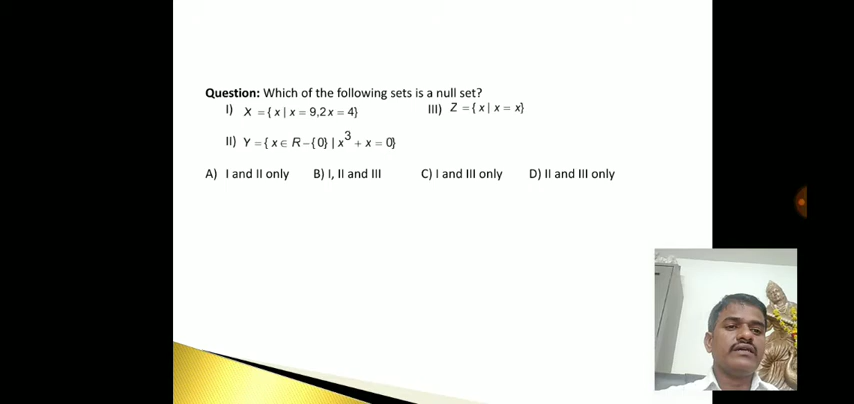 Question: Which of the following sets is a null set?
I) X = { x | x = 9, 2x = 4} III) Z = { x | x = x}
II) Y = { x ∈ R – {0} | x³ + x = 0}
A) I and II only B) I, II and III C) I and III only D) II and III only